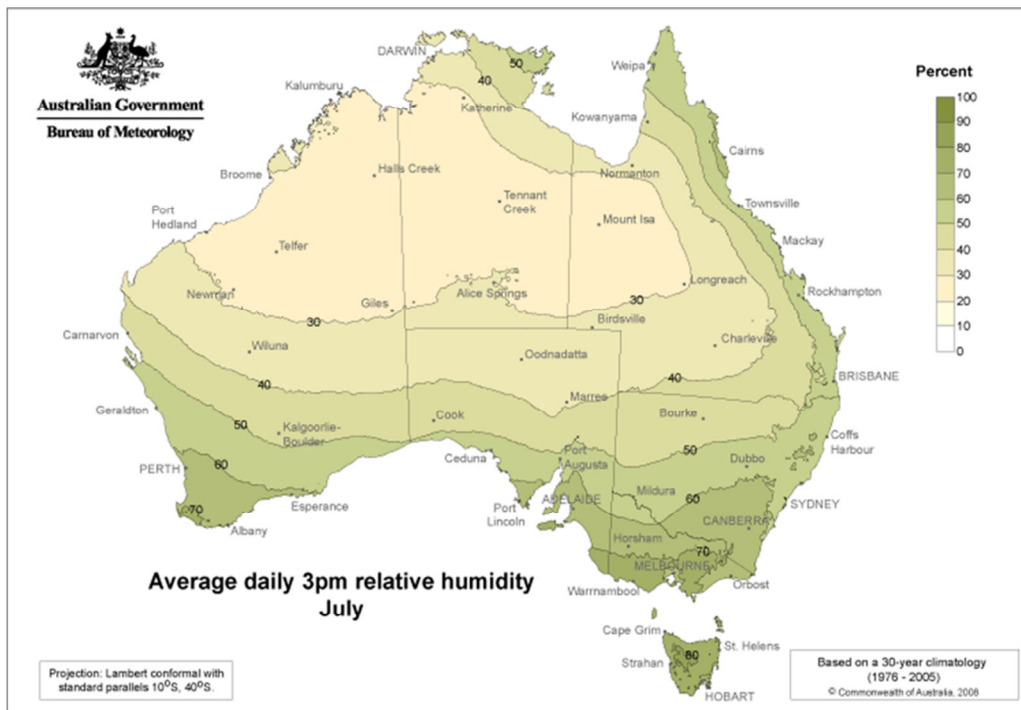 Australian Government
Bureau of Meteorology
DARWIN
50
Weipa
Percent
40
Kalumburu
Katherine
Kowanyama
100
90
80
70
60
50
40
30
20
10
0
Cairns
Broome
Halls Creek
Normanton
Tennant
Creek
Townsville
Port
Hedland
Mount Isa
Mackay
Telfer
Longreach
Newman
Alice Springs
Rockhampton
Giles
30
30
Birdsville
Carnarvon
Wiluna
Charleville
Oodnadatta
40
40
BRISBANE
Marree
Geraldton
Cook
Bourke
50
Kalgoorlie-
Boulder
Coffs
Harbour
50
Ceduna
Port
Augusta
Dubbo
PERTH
60
Mildura
ADELAIDE
60
SYDNEY
Esperance
Port
Lincoln
70
CANBERRA
Albany
Horsham
70
MELBOURNE
Average daily 3pm relative humidity
July
Warrnambool
Orbost
Cape Grim
St. Helens
80
Strahan
HOBART
Projection: Lambert conformal with
standard parallels 10°S, 40°S.
Based on a 30-year climatology
(1976 - 2005)
© Commonwealth of Australia, 2008